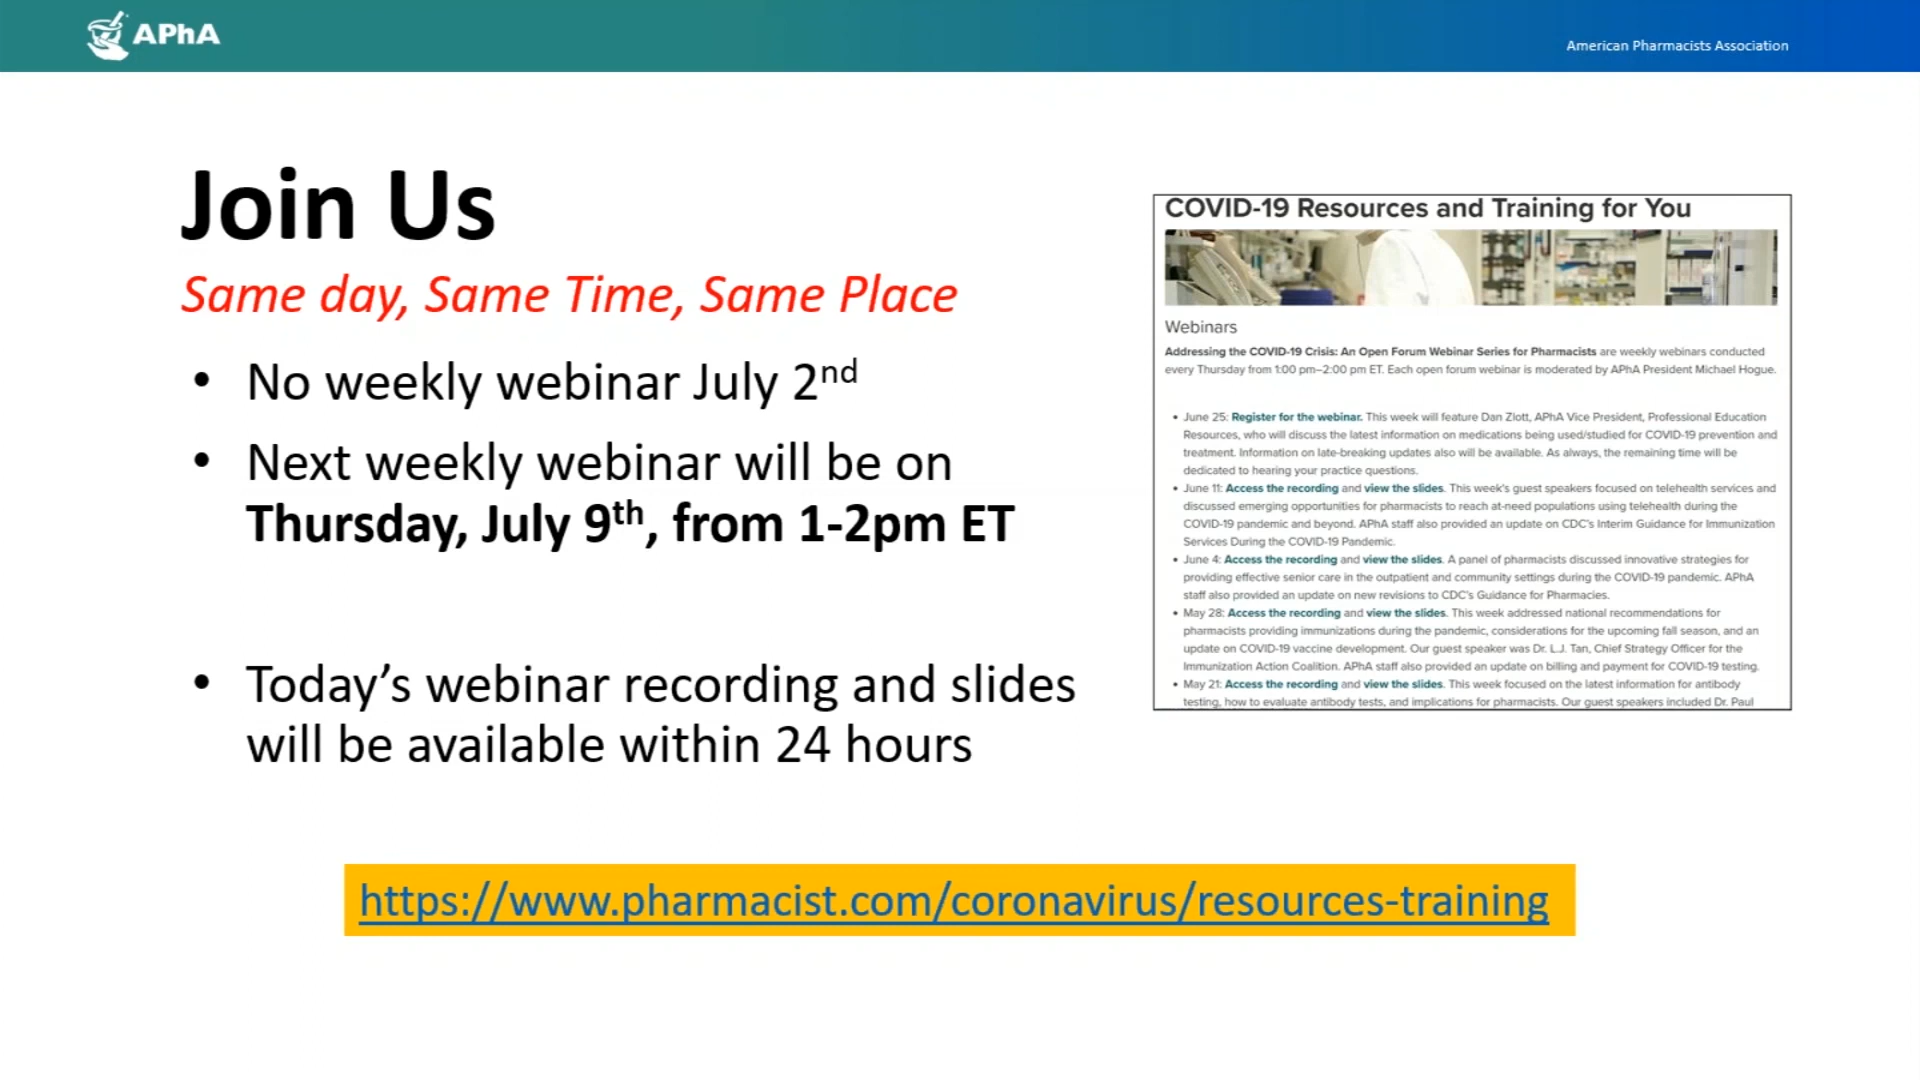 APhA
American Pharmacists Association
Join Us
Same day, Same Time, Same Place
• No weekly webinar July 2nd
• Next weekly webinar will be on
Thursday, July 9th, from 1-2pm ET
• Today's webinar recording and slides
will be available within 24 hours
COVID-19 Resources and Training for You
Webinars
Addressing the COVID-19 Crisis: An Open Forum Webinar Series for Pharmacists are weekly webinars conducted
every Thursday from 1:00 pm–2:00 pm ET. Each open forum webinar is moderated by APhA President Michael Hogue.
• June 25: Register for the webinar. This week will feature Dan Zlott, APhA Vice President, Professional Education
Resources, who will discuss the latest information on medications being used/studied for COVID-19 prevention and
treatment. Information on late-breaking updates also will be available. As always, the remaining time will be
dedicated to hearing your practice questions.
• June 11: Access the recording and view the slides. This week's guest speakers focused on telehealth services and
discussed emerging opportunities for pharmacists to reach at-need populations using telehealth during the
COVID-19 pandemic and beyond. APhA staff also provided an update on CDC's Interim Guidance for Immunization
Services During the COVID-19 Pandemic.
• June 4: Access the recording and view the slides. A panel of pharmacists discussed innovative strategies for
providing effective senior care in the outpatient and community settings during the COVID-19 pandemic. APhA
staff also provided an update on new revisions to CDC's Guidance for Pharmacies.
• May 28: Access the recording and view the slides. This week addressed national recommendations for
pharmacists providing immunizations during the pandemic, considerations for the upcoming fall season, and an
update on COVID-19 vaccine development. Our guest speaker was Dr. L.J. Tan, Chief Strategy Officer for the
Immunization Action Coalition. APhA staff also provided an update on billing and payment for COVID-19 testing.
• May 21: Access the recording and view the slides. This week focused on the latest information for antibody
testing, how to evaluate antibody tests, and implications for pharmacists. Our guest speakers included Dr. Paul
https://www.pharmacist.com/coronavirus/resources-training